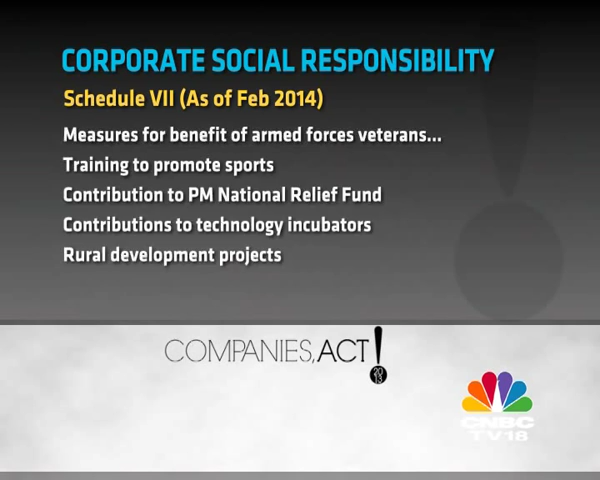 CORPORATE SOCIAL RESPONSIBILITY
Schedule VII (As of Feb 2014)
Measures for benefit of armed forces veterans...
Training to promote sports
Contribution to PM National Relief Fund
Contributions to technology incubators
Rural development projects
COMPANIES, ACT!
2013
CNBC
TV18